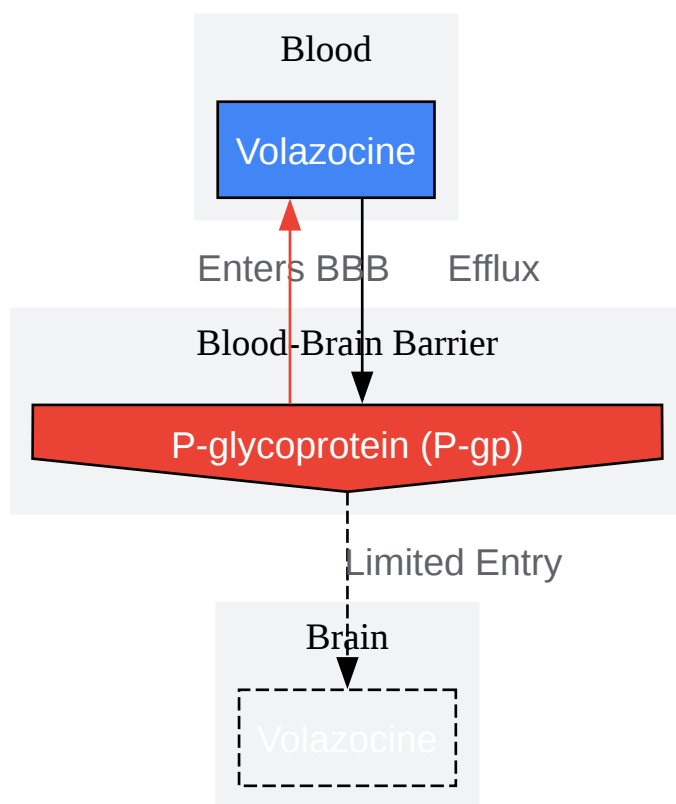 Blood
Volazocine
Enters BBB
Efflux
Blood-Brain Barrier
P-glycoprotein (P-gp)
Limited Entry
Brain
Volazocine